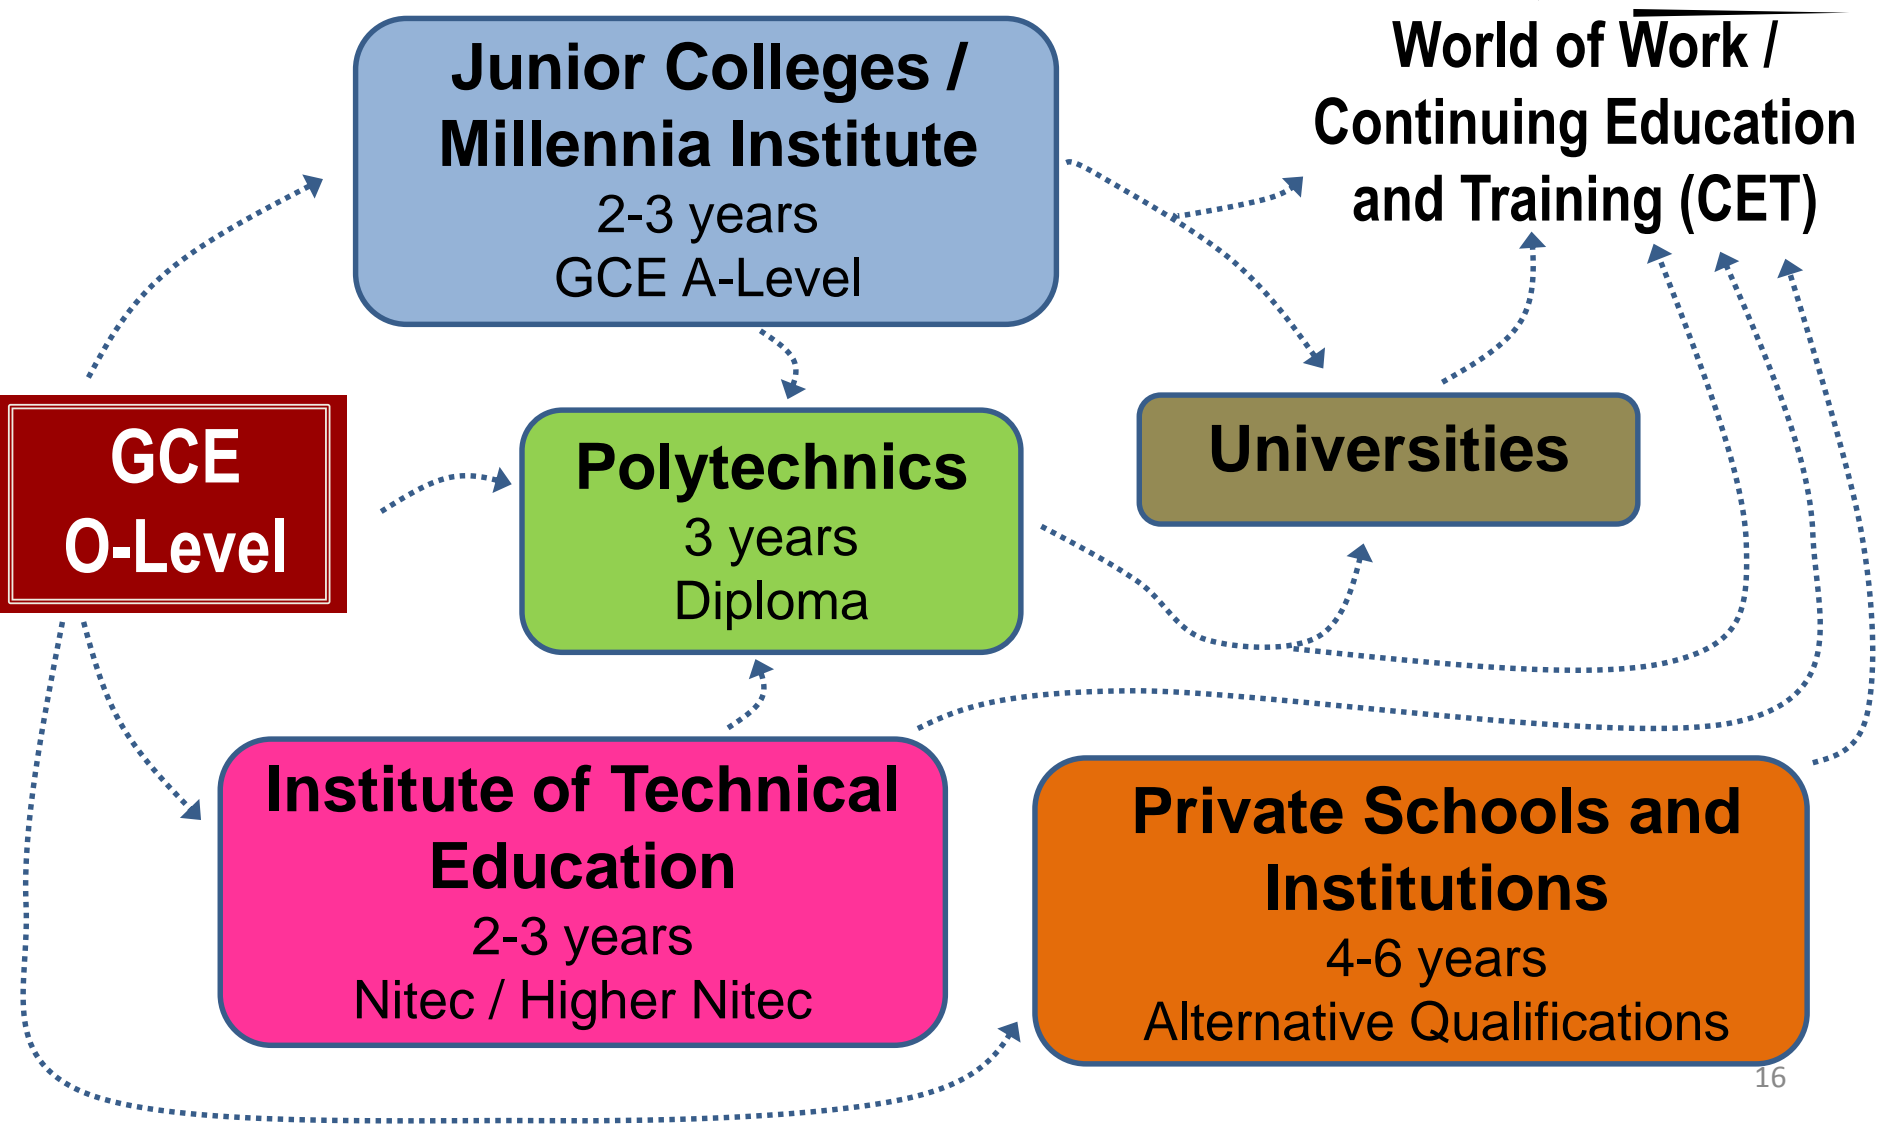 Junior Colleges /
Millennia Institute
2-3 years
GCE A-Level
World of Work /
Continuing Education
and Training (CET)
GCE
O-Level
Polytechnics
3 years
Diploma
Universities
Institute of Technical
Education
2-3 years
Nitec / Higher Nitec
Private Schools and
Institutions
4-6 years
Alternative Qualifications
16